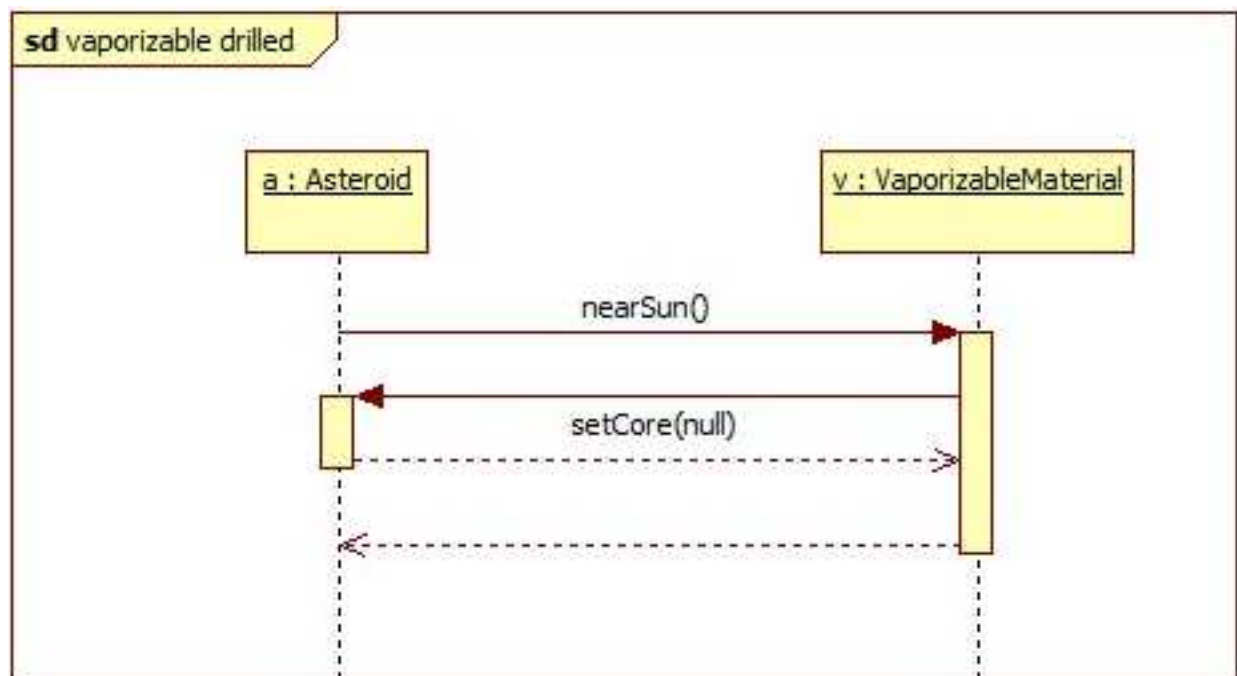 sd vaporizable drilled
a : Asteroid
v : VaporizableMaterial
nearSun()
setCore(null)